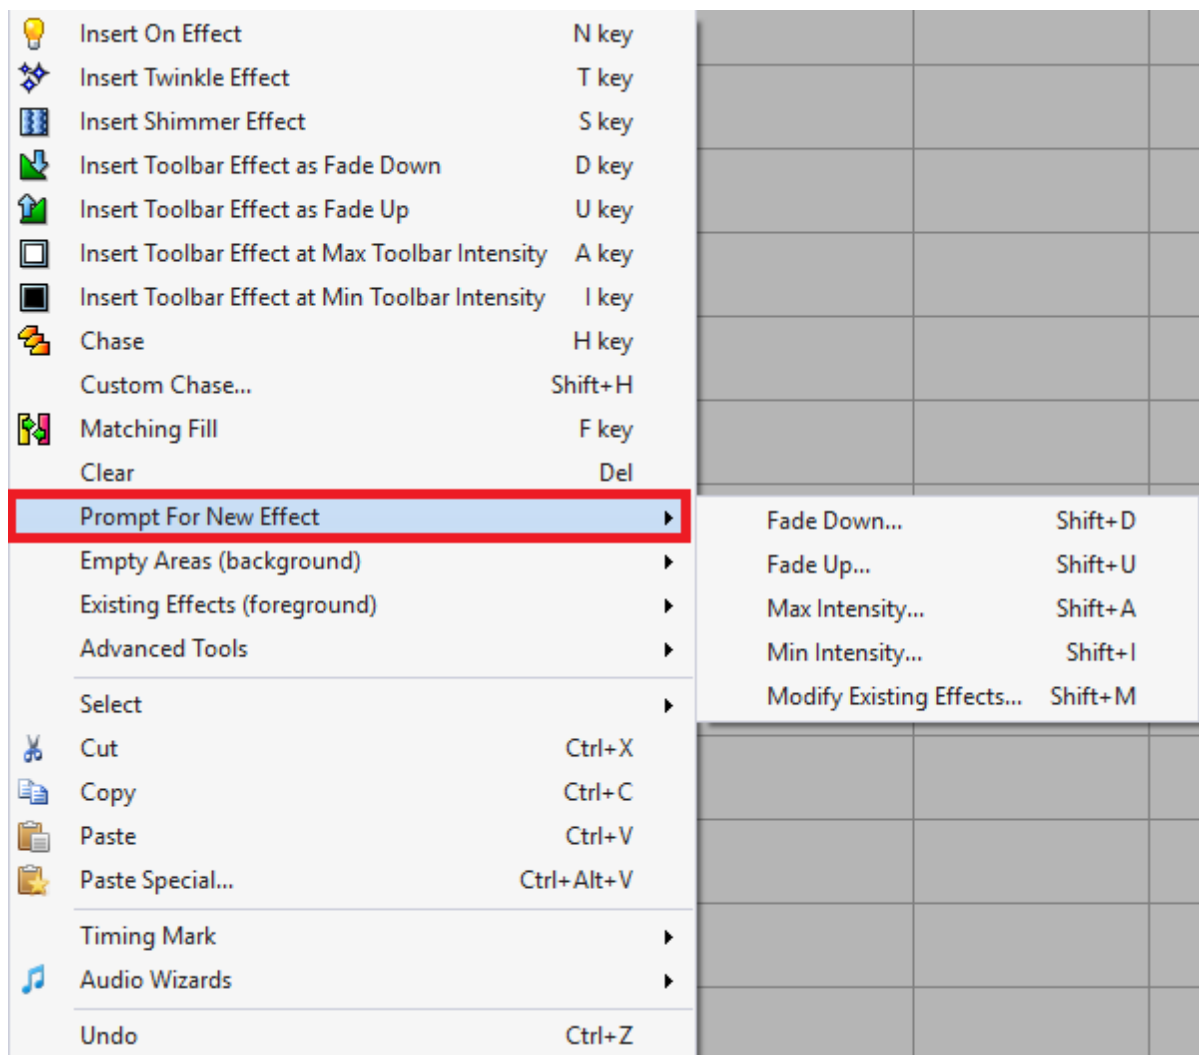 Insert On Effect N key
Insert Twinkle Effect T key
Insert Shimmer Effect S key
Insert Toolbar Effect as Fade Down D key
Insert Toolbar Effect as Fade Up U key
Insert Toolbar Effect at Max Toolbar Intensity A key
Insert Toolbar Effect at Min Toolbar Intensity I key
Chase H key
Custom Chase... Shift+H
Matching Fill F key
Clear Del
Prompt For New Effect
Empty Areas (background)
Existing Effects (foreground)
Advanced Tools
Select
Cut Ctrl+X
Copy Ctrl+C
Paste Ctrl+V
Paste Special... Ctrl+Alt+V
Timing Mark
Audio Wizards
Undo Ctrl+Z
Fade Down... Shift+D
Fade Up... Shift+U
Max Intensity... Shift+A
Min Intensity... Shift+I
Modify Existing Effects... Shift+M